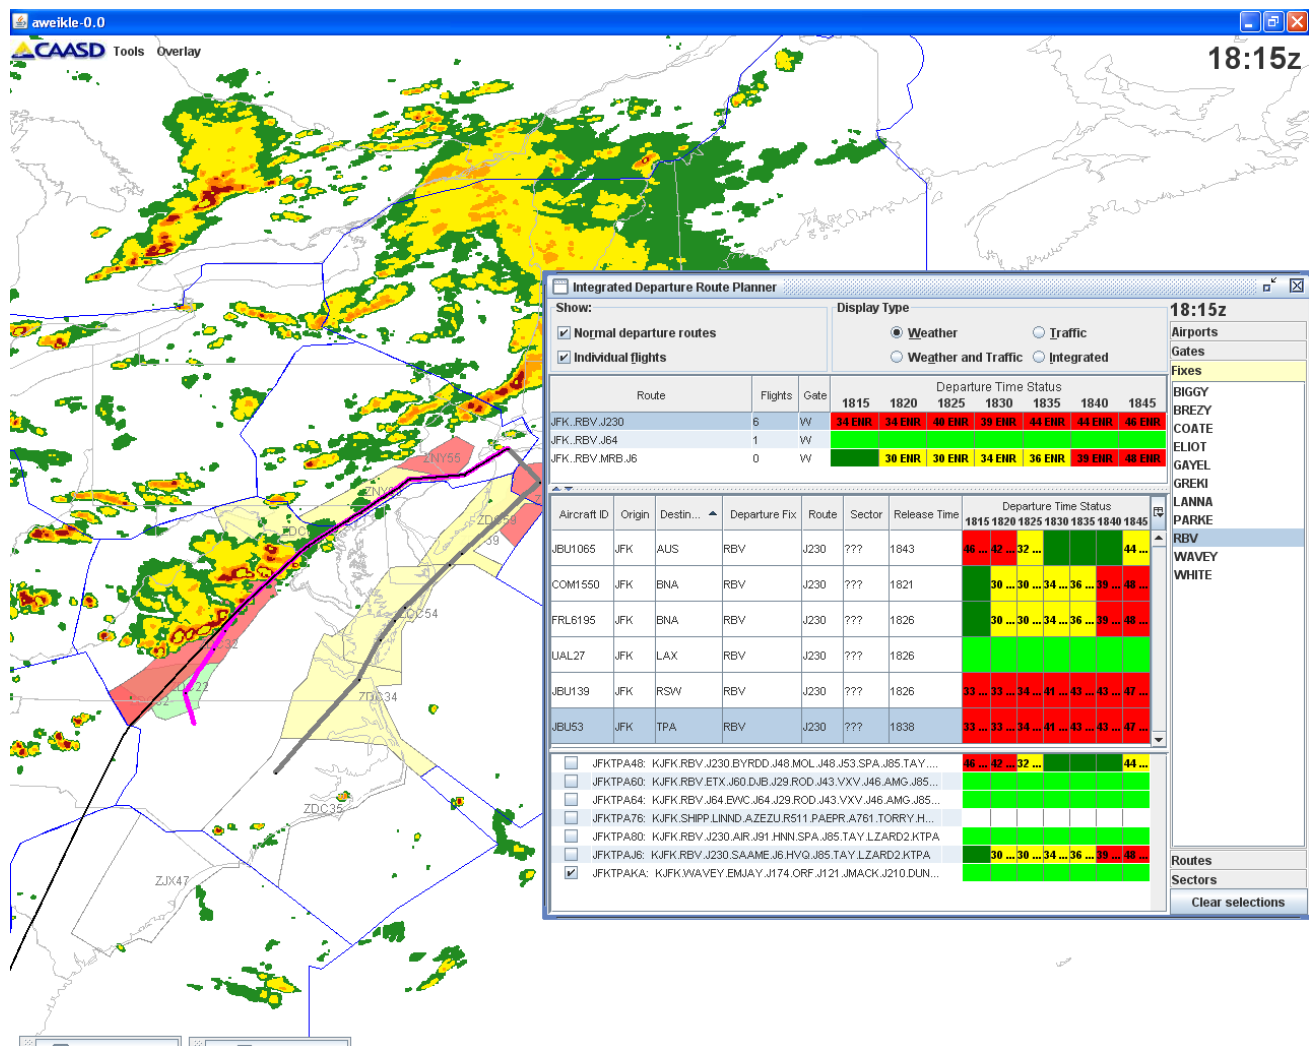 aweikle-0.0
CAASD Tools Overlay
18:15z
Integrated Departure Route Planner
Show:
Normal departure routes
Individual flights
Display Type
Weather
Traffic
Weather and Traffic
Integrated
18:15z
Airports
Gates
Fixes
BIGGY
BREZY
COATE
ELIOT
GAYEL
GREKI
LANNA
PARKE
RBV
WAVEY
WHITE
Routes
Sectors
Clear selections
Route Flights Gate Departure Time Status
1815 1820 1825 1830 1835 1840 1845
JFK..RBV.J230 6 W 34 ENR 34 ENR 40 ENR 39 ENR 44 ENR 44 ENR 46 ENR
JFK..RBV.J64 1 W
JFK..RBV.MRB.J6 0 W 30 ENR 30 ENR 34 ENR 36 ENR 39 ENR 48 ENR
Aircraft ID Origin Destin... Departure Fix Route Sector Release Time Departure Time Status
1815 1820 1825 1830 1835 1840 1845
JBU1065 JFK AUS RBV J230 ??? 1843 46 ... 42 ... 32 ... 44 ...
COM1550 JFK BNA RBV J230 ??? 1821 30 ... 30 ... 34 ... 36 ... 39 ... 48 ...
FRL6195 JFK BNA RBV J230 ??? 1826 30 ... 30 ... 34 ... 36 ... 39 ... 48 ...
UAL27 JFK LAX RBV J230 ??? 1826
JBU139 JFK RSW RBV J230 ??? 1826 33 ... 33 ... 34 ... 41 ... 43 ... 43 ... 47 ...
JBU53 JFK TPA RBV J230 ??? 1838 33 ... 33 ... 34 ... 41 ... 43 ... 43 ... 47 ...
JFKTPA48: KJFK.RBV.J230.BYRDD.J48.MOL.J48.J53.SPA.J85.TAY.... 46 ... 42 ... 32 ... 44 ...
JFKTPA60: KJFK.RBV.ETX.J60.DJB.J29.ROD.J43.VXV.J46.AMG.J85...
JFKTPA64: KJFK.RBV.J64.EWC.J64.J29.ROD.J43.VXV.J46.AMG.J85...
JFKTPA76: KJFK.SHIPP.LINND.AZEZU.R511.PAEPR.A761.TORRY.H...
JFKTPA80: KJFK.RBV.J230.AIR.J91.HNN.SPA.J85.TAY.LZARD2.KTPA
JFKTPAJ6: KJFK.RBV.J230.SAAME.J6.HVQ.J85.TAY.LZARD2.KTPA 30 ... 30 ... 34 ... 36 ... 39 ... 48 ...
JFKTPAKA: KJFK.WAVEY.EMJAY.J174.ORF.J121.JMACK.J210.DUN...
ZNY55
ZDC54
ZDC34
ZDC35
ZJX47